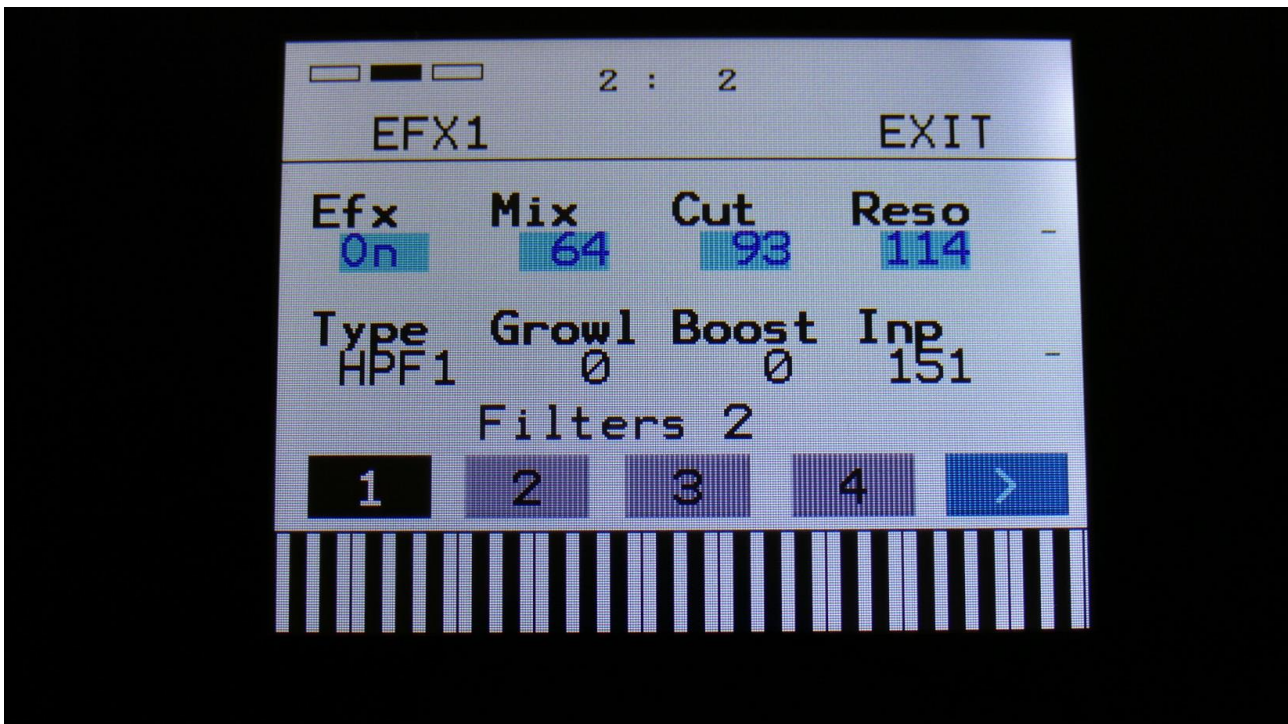 2 : 2
EFX1 EXIT
Efx Mix Cut Reso -
On 64 93 114
Type Growl Boost Inp
HPF1 0 0 151 -
Filters 2
1 2 3 4 >